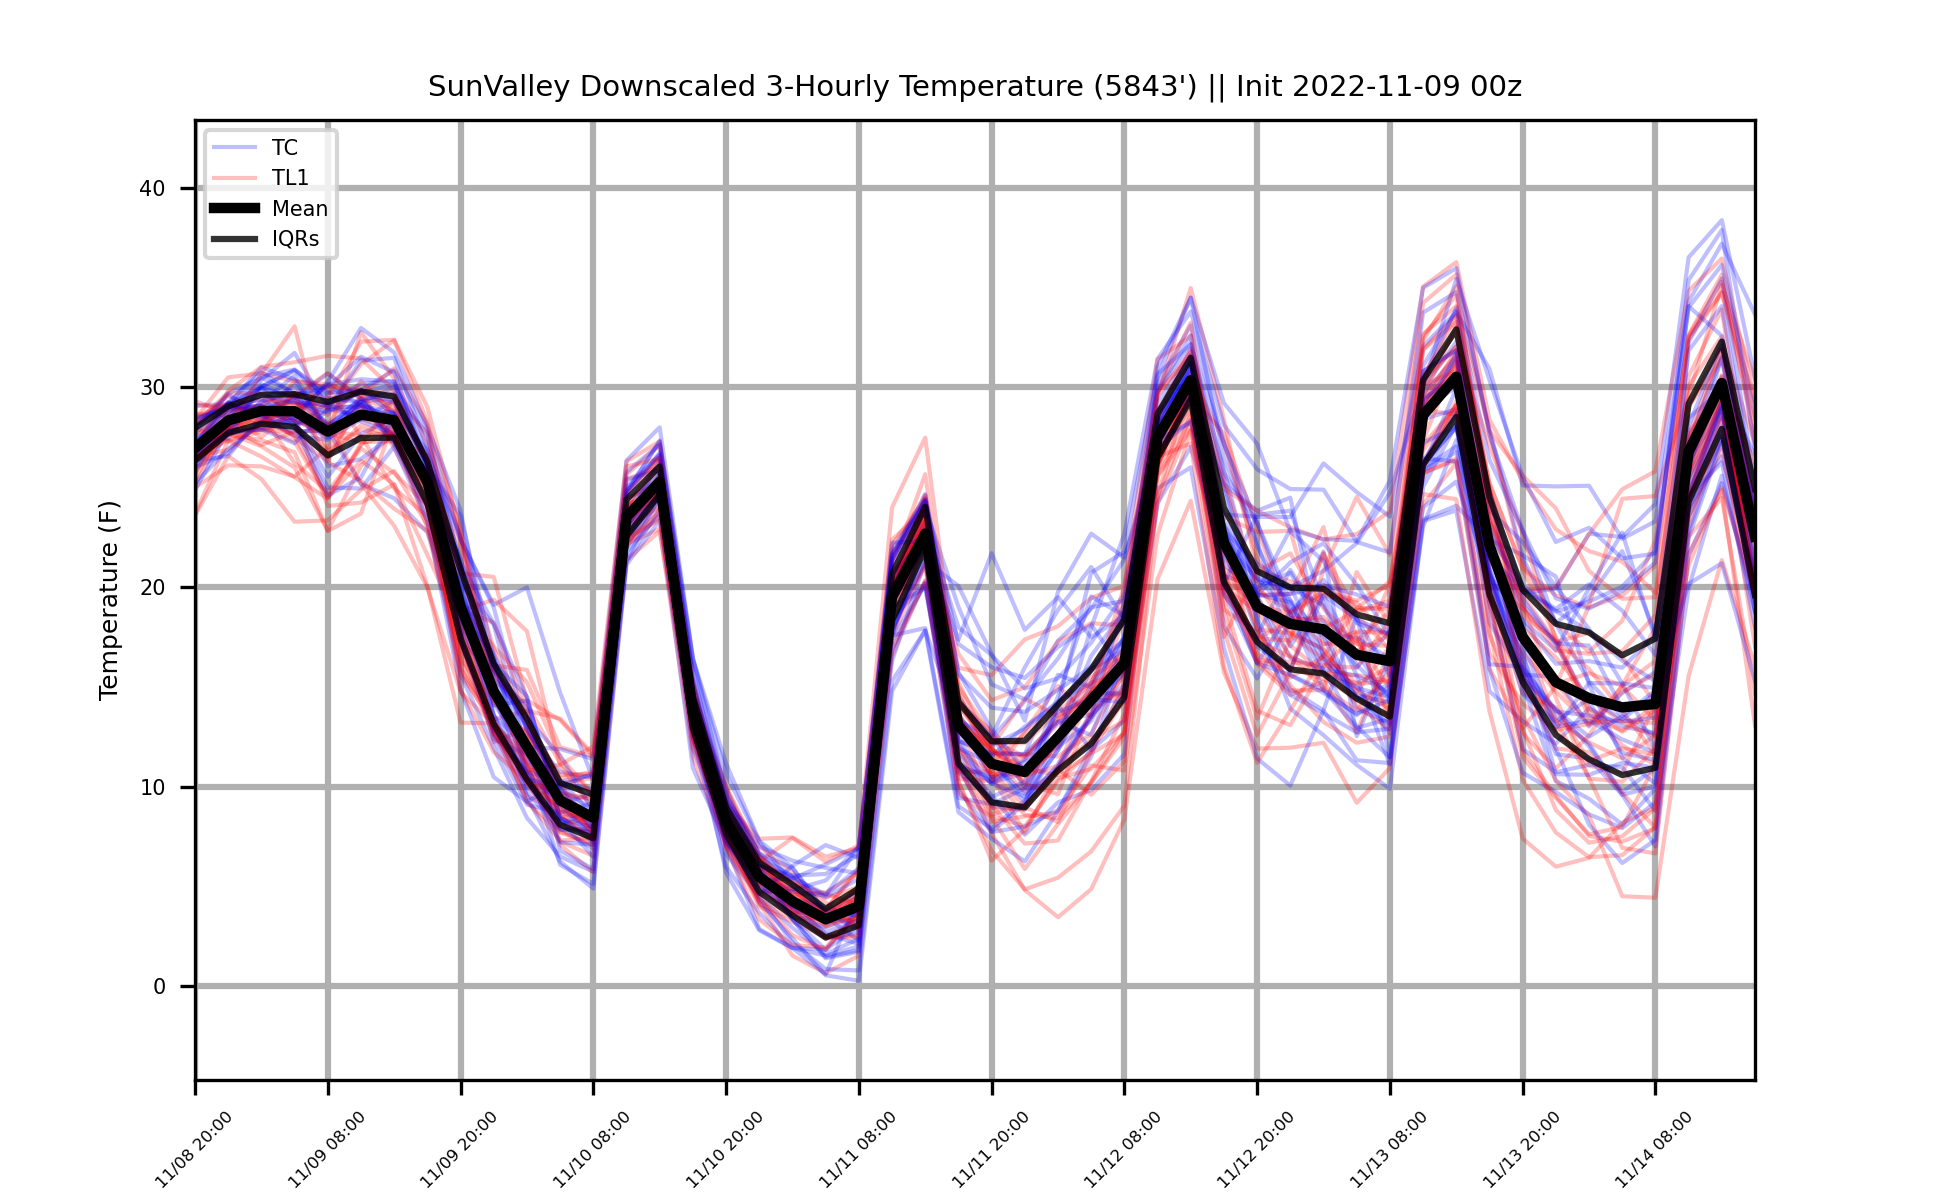 SunValley Downscaled 3-Hourly Temperature (5843') || Init 2022-11-09 00z
TC
TL1
Mean
IQRs
Temperature (F)
40
30
20
10
0
11/08 20:00
11/09 08:00
11/09 20:00
11/10 08:00
11/10 20:00
11/11 08:00
11/11 20:00
11/12 08:00
11/12 20:00
11/13 08:00
11/13 20:00
11/14 08:00